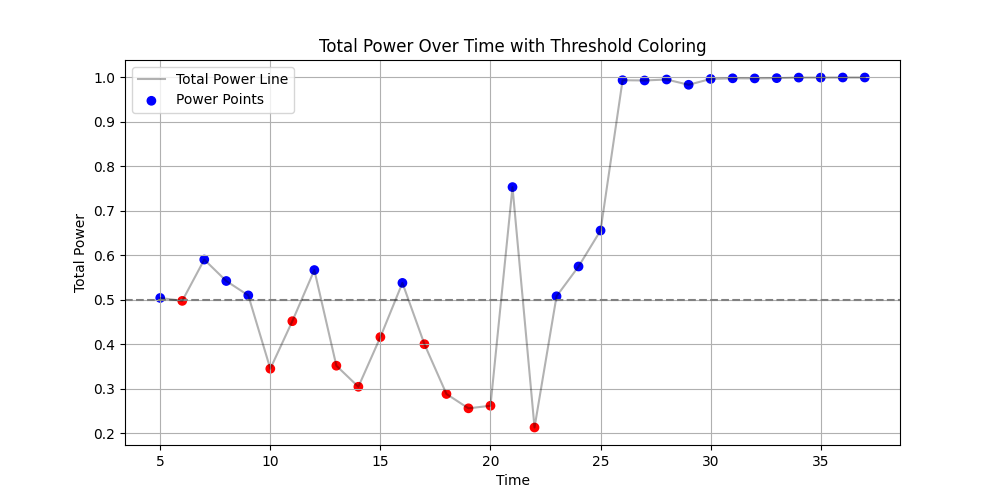 Total Power Over Time with Threshold Coloring
Total Power Line
Power Points
Total Power
1.0
0.9
0.8
0.7
0.6
0.5
0.4
0.3
0.2
5 10 15 20 25 30 35
Time